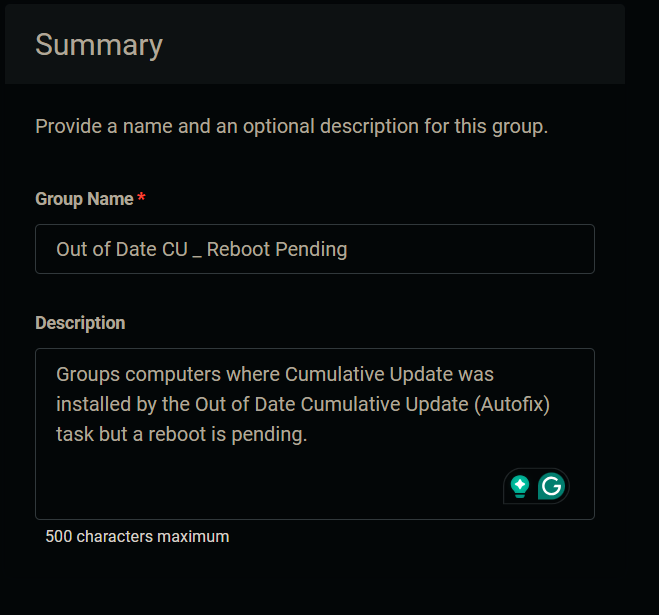 Summary
Provide a name and an optional description for this group.
Group Name *
Out of Date CU _ Reboot Pending
Description
Groups computers where Cumulative Update was
installed by the Out of Date Cumulative Update (Autofix)
task but a reboot is pending.
G
500 characters maximum